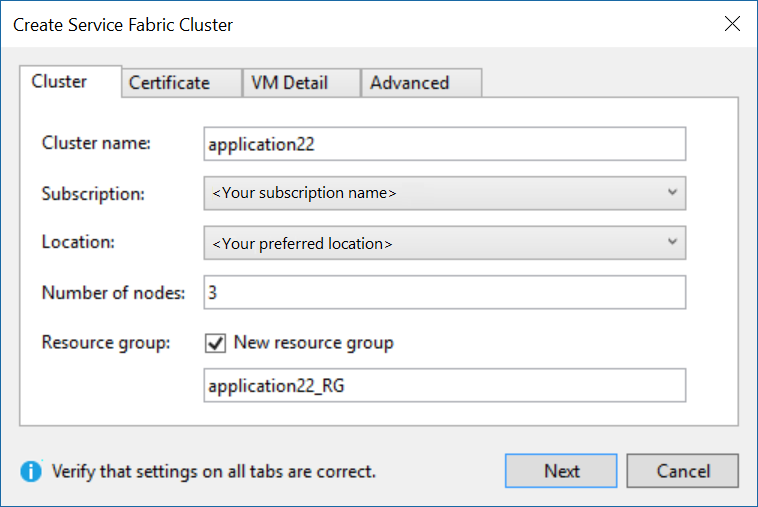 Create Service Fabric Cluster
Cluster Certificate VM Detail Advanced
Cluster name: application22
Subscription: <Your subscription name>
Location: <Your preferred location>
Number of nodes: 3
Resource group: New resource group
application22_RG
Verify that settings on all tabs are correct. Next Cancel